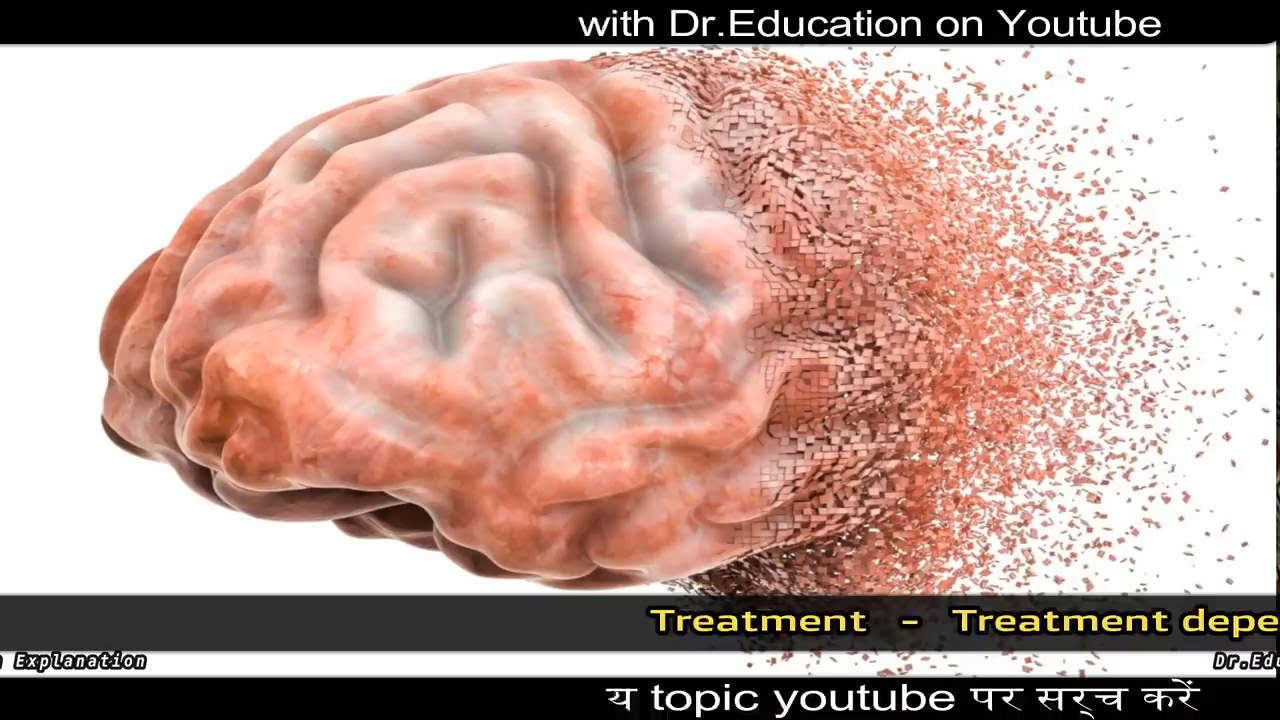 with Dr.Education on Youtube
Treatment - Treatment depe
Explanation
Dr.Edu
य topic youtube पर सर्च करें